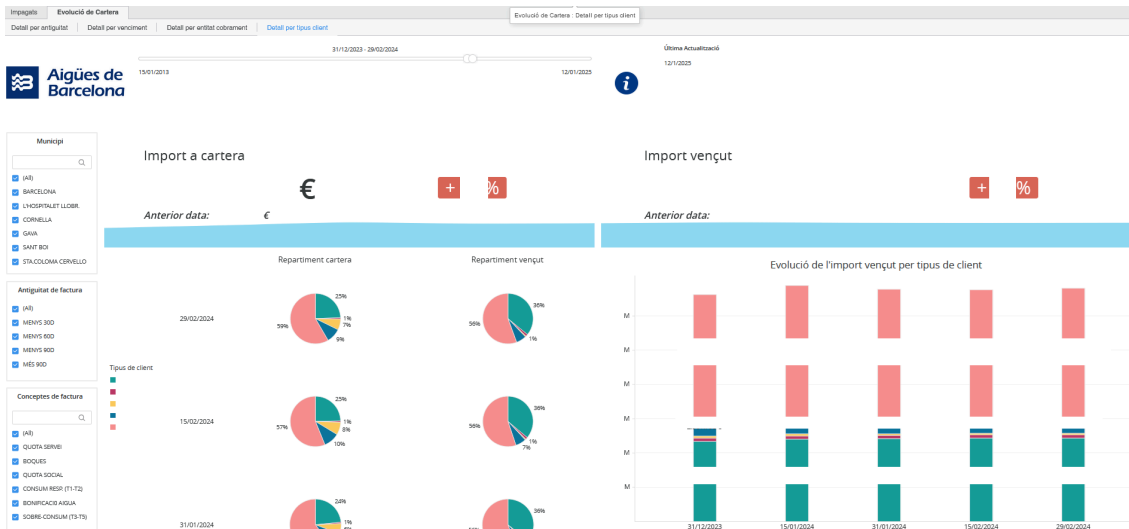 Impagats Evolució de Cartera
Evolució de Cartera : Detall per tipus client
Detall per antiguitat Detall per venciment Detall per entitat cobrament Detall per tipus client
31/12/2023 - 29/02/2024
15/01/2013 12/01/2025
Última Actualització
12/1/2025
i
Aigües de
Barcelona
Municipi
(All)
BARCELONA
L'HOSPITALET LLOBR.
CORNELLA
GAVA
SANT BOI
STA.COLOMA CERVELLO
Antiguitat de factura
(All)
MENYS 30D
MENYS 60D
MENYS 90D
MÉS 90D
Conceptes de factura
(All)
QUOTA SERVEI
BOQUES
QUOTA SOCIAL
CONSUM RESP. (T1-T2)
BONIFICACIÓ AIGUA
SOBRE-CONSUM (T3-T5)
Import a cartera
€
+ %
Anterior data: €
Import vençut
+ %
Anterior data:
Repartiment cartera Repartiment vençut
Tipus de client
29/02/2024
25%
1%
7%
9%
59%
36%
1%
56%
15/02/2024
25%
1%
8%
10%
57%
36%
1%
7%
56%
31/01/2024
24%
1%
36%
Evolució de l'import vençut per tipus de client
M
M
M
M
M
M
31/12/2023 15/01/2024 31/01/2024 15/02/2024 29/02/2024